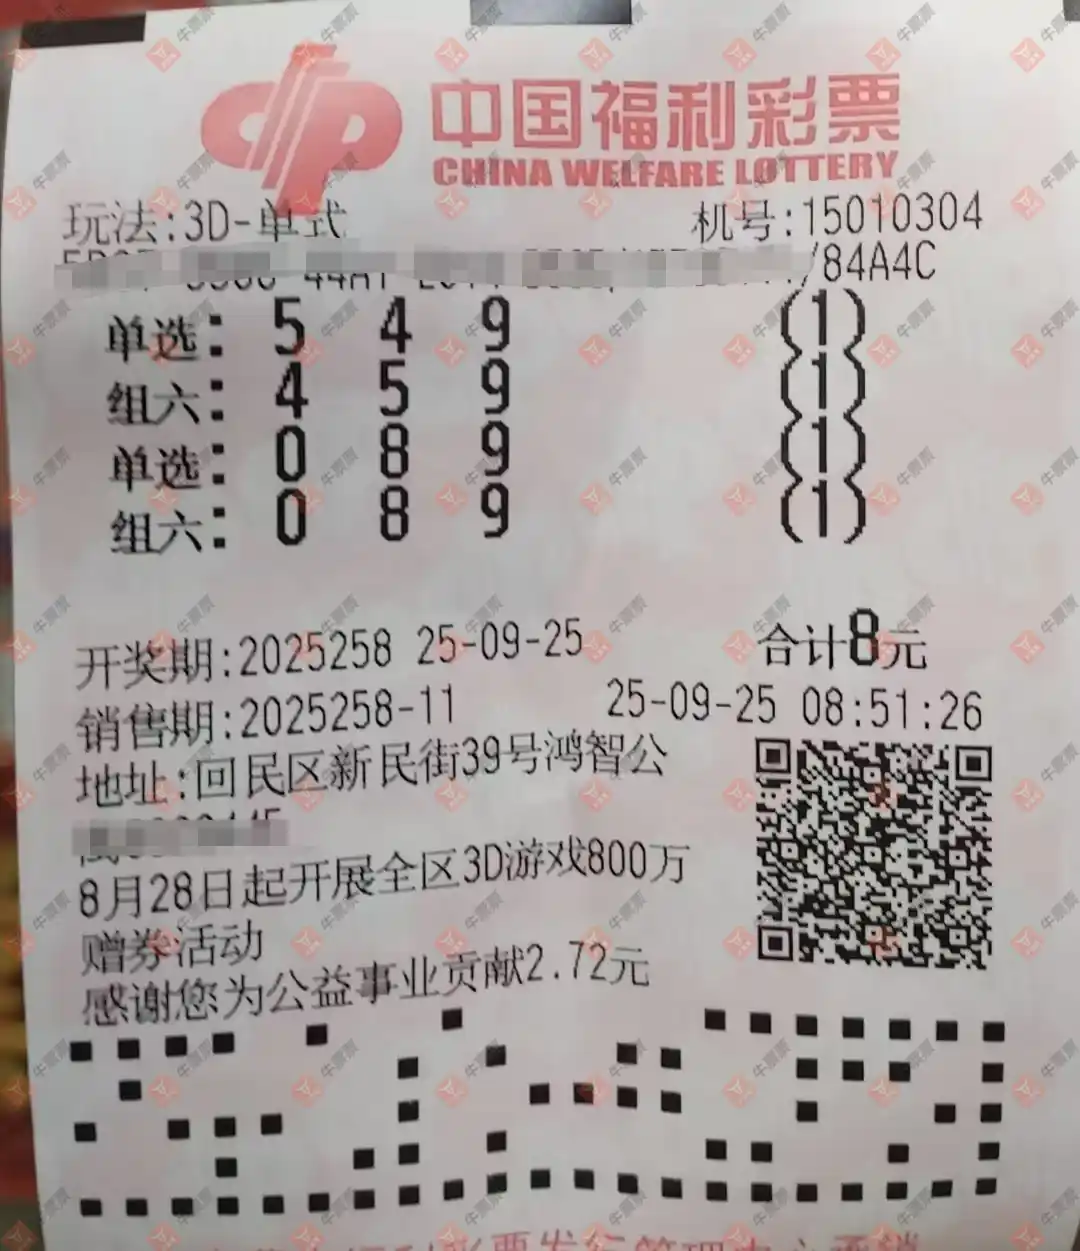 中国福利彩票
CHINA WELFARE LOTTERY
玩法:3D-单式 机号:15010304
/84A4C
单选: 5 4 9 (1)
组六: 4 5 9 (1)
单选: 0 8 9 (1)
组六: 0 8 9 (1)
开奖期:2025258 25-09-25 合计8元
销售期:2025258-11 25-09-25 08:51:26
地址:回民区新民街39号鸿智公
8月28日起开展全区3D游戏800万
赠券活动
感谢您为公益事业贡献2.72元
牛票票